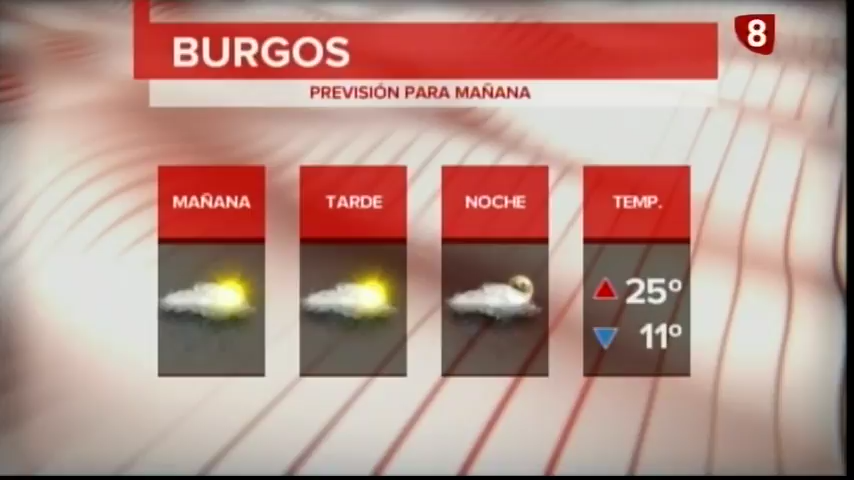 BURGOS
8
PREVISIÓN PARA MAÑANA
MAÑANA
TARDE
NOCHE
TEMP.
25º
11º